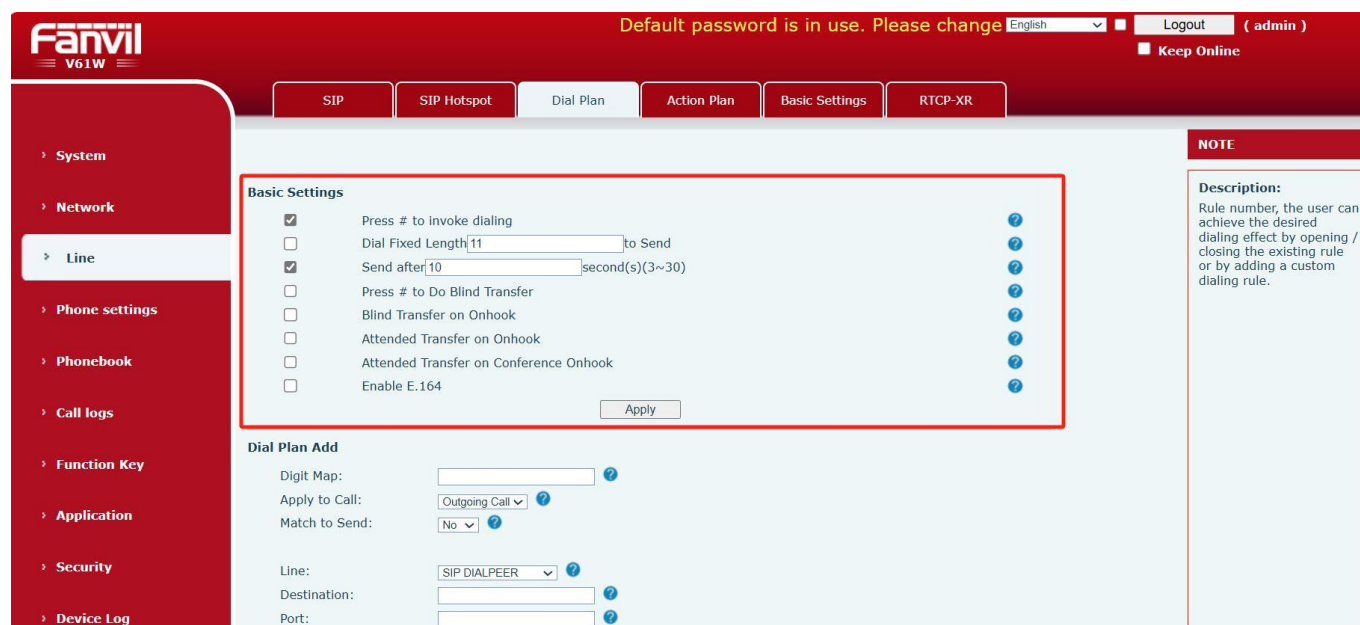 Fanvil
V61W
Default password is in use. Please change English Logout ( admin )
Keep Online
SIP SIP Hotspot Dial Plan Action Plan Basic Settings RTCP-XR
› System
› Network
› Line
› Phone settings
› Phonebook
› Call logs
› Function Key
› Application
› Security
› Device Log
Basic Settings
Press # to invoke dialing ?
Dial Fixed Length 11 to Send ?
Send after 10 second(s)(3~30) ?
Press # to Do Blind Transfer ?
Blind Transfer on Onhook ?
Attended Transfer on Onhook ?
Attended Transfer on Conference Onhook ?
Enable E.164 ?
Apply
Dial Plan Add
Digit Map: ?
Apply to Call: Outgoing Call ?
Match to Send: No ?
Line: SIP DIALPEER ?
Destination: ?
Port: ?
NOTE
Description:
Rule number, the user can
achieve the desired
dialing effect by opening /
closing the existing rule
or by adding a custom
dialing rule.